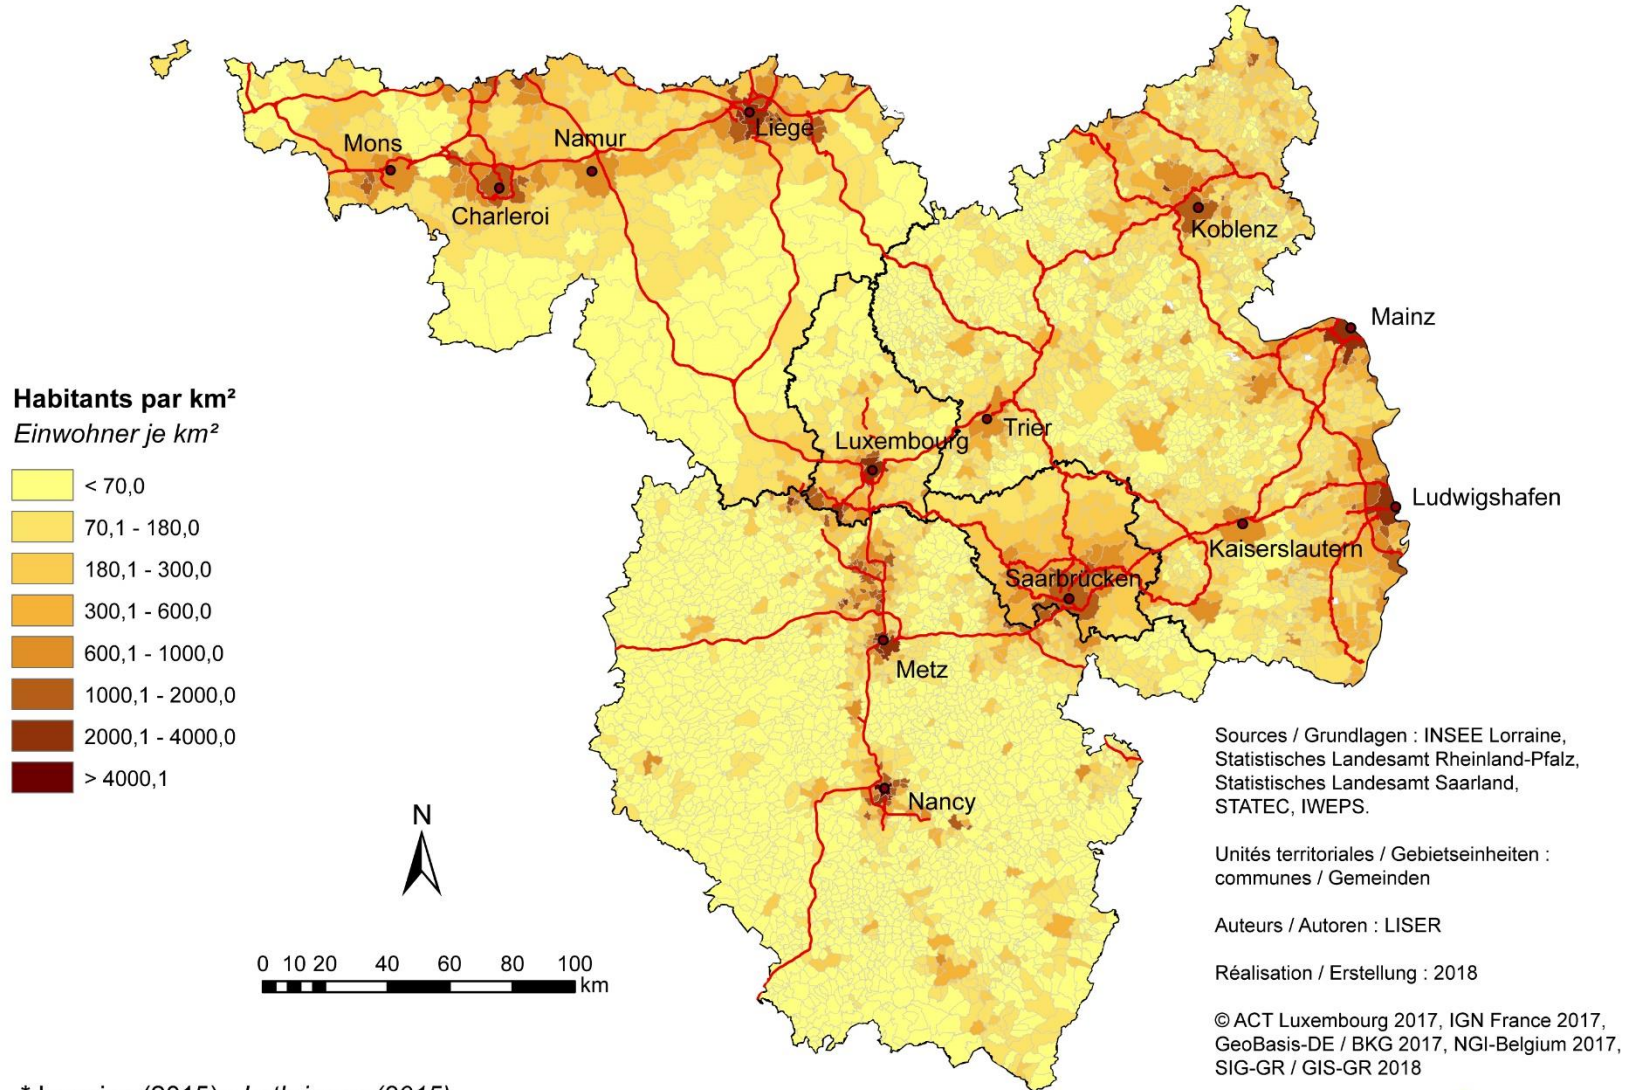 Mons
Namur
Liège
Charleroi
Koblenz
Mainz
Habitants par km²
Einwohner je km²
< 70,0
70,1 - 180,0
180,1 - 300,0
300,1 - 600,0
600,1 - 1000,0
1000,1 - 2000,0
2000,1 - 4000,0
> 4000,1
Luxembourg
Trier
Ludwigshafen
Kaiserslautern
Saarbrücken
Metz
Nancy
N
0 10 20 40 60 80 100
km
Sources / Grundlagen : INSEE Lorraine,
Statistisches Landesamt Rheinland-Pfalz,
Statistisches Landesamt Saarland,
STATEC, IWEPS.
Unités territoriales / Gebietseinheiten :
communes / Gemeinden
Auteurs / Autoren : LISER
Réalisation / Erstellung : 2018
© ACT Luxembourg 2017, IGN France 2017,
GeoBasis-DE / BKG 2017, NGI-Belgium 2017,
SIG-GR / GIS-GR 2018